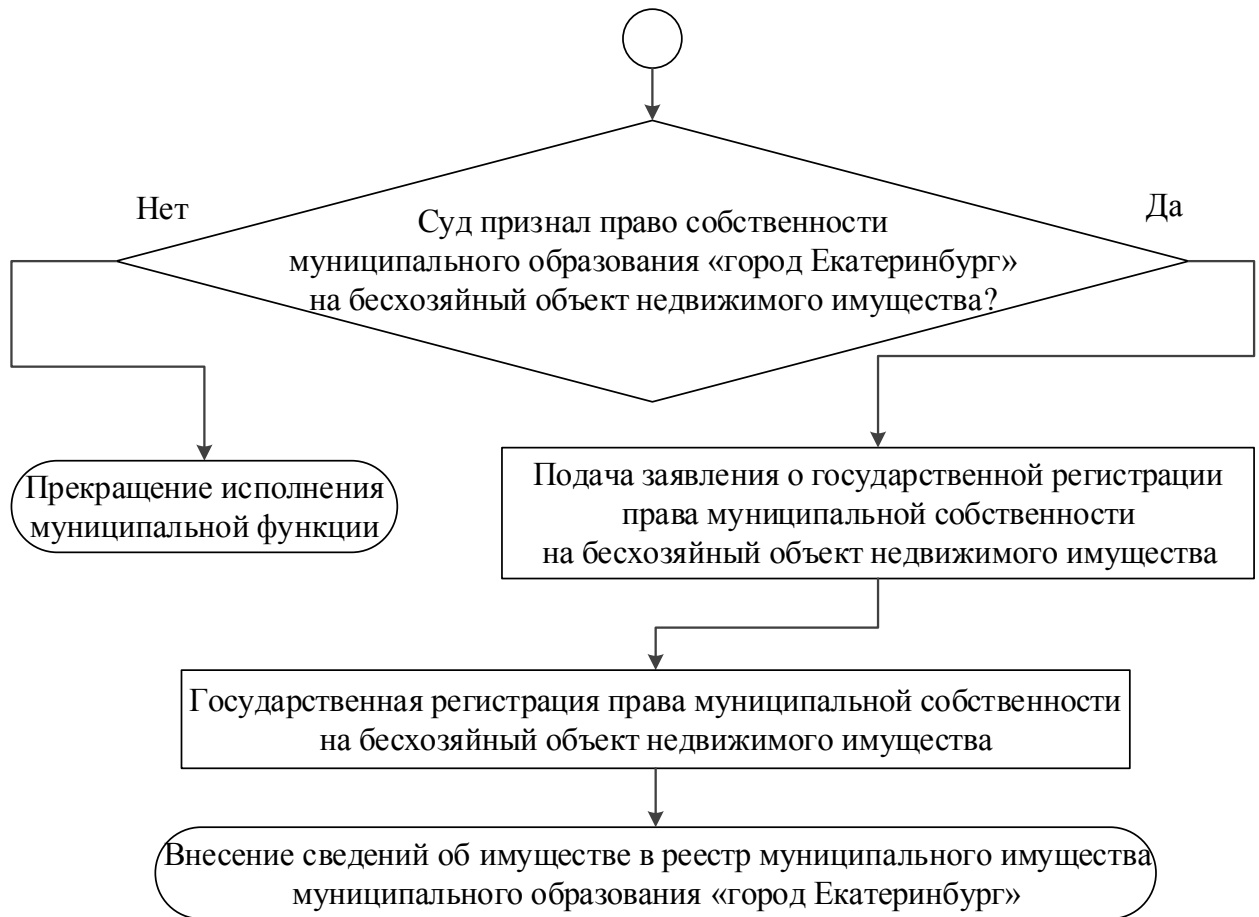 Нет
Да
Суд признал право собственности
муниципального образования «город Екатеринбург»
на бесхозяйный объект недвижимого имущества?
Прекращение исполнения
муниципальной функции
Подача заявления о государственной регистрации
права муниципальной собственности
на бесхозяйный объект недвижимого имущества
Государственная регистрация права муниципальной собственности
на бесхозяйный объект недвижимого имущества
Внесение сведений об имуществе в реестр муниципального имущества
муниципального образования «город Екатеринбург»